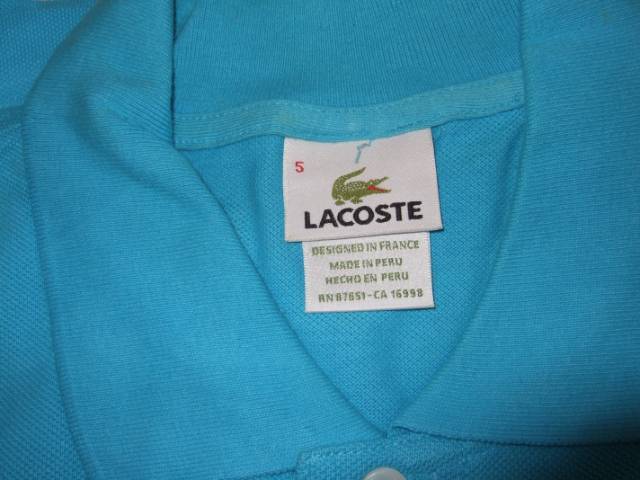 5
LACOSTE
DESIGNED IN FRANCE
MADE IN PERU
HECHO EN PERU
RN 87651-CA 16998